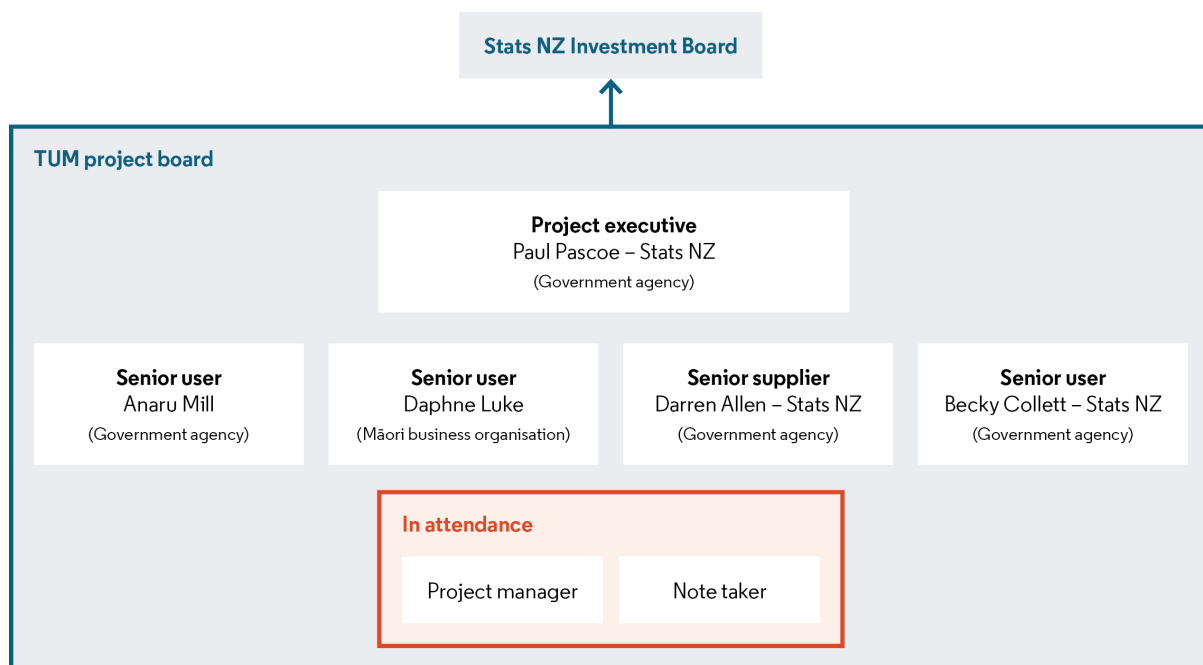 Stats NZ Investment Board
TUM project board
Project executive
Paul Pascoe – Stats NZ
(Government agency)
Senior user
Anaru Mill
(Government agency)
Senior user
Daphne Luke
(Māori business organisation)
Senior supplier
Darren Allen – Stats NZ
(Government agency)
Senior user
Becky Collett – Stats NZ
(Government agency)
In attendance
Project manager
Note taker